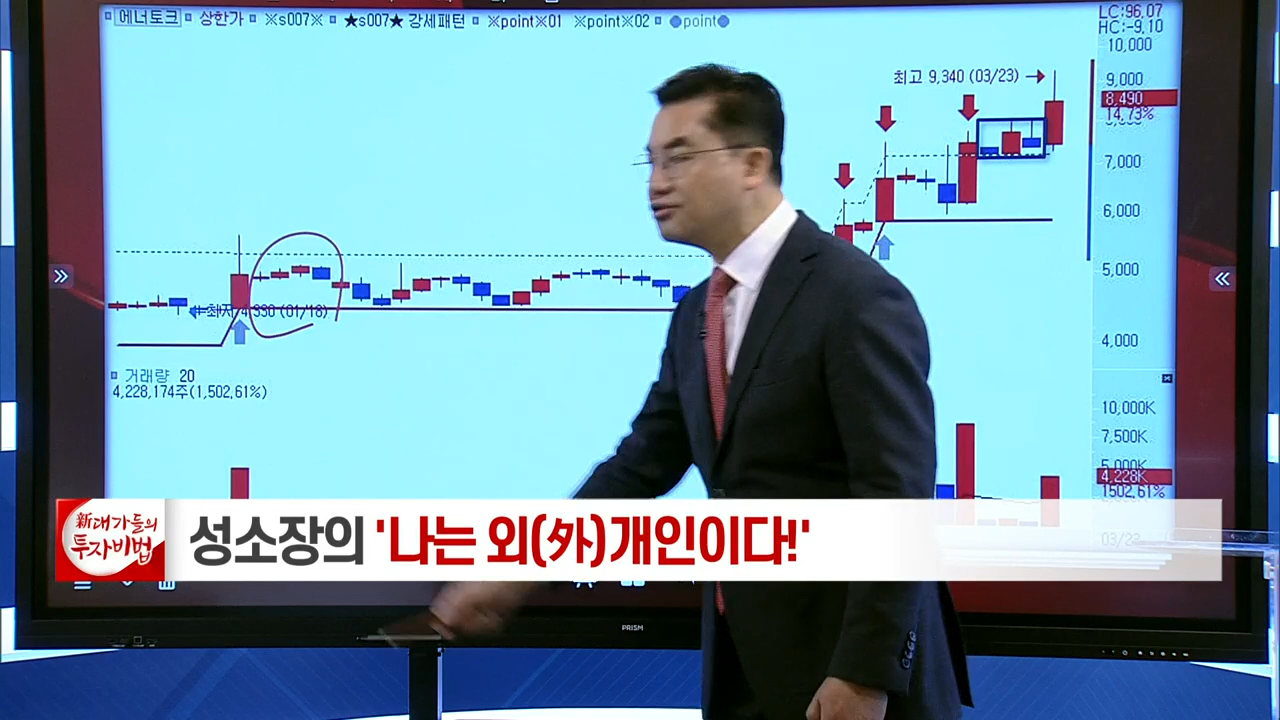 에너토크 상한가 ※s007※ ★s007★ 강세패턴 ※point※01 ※point※02 ●point●
LC:96.07
HC:-9.10
10,000
최고 9,340 (03/23) →
9,000
8,490
14.73%
7,000
6,000
5,000
←최저 4,330 (01/18)
4,000
거래량 20
4,228,174주(1,502,61%)
10,000K
7,500K
5,000K
4,228K
1502,61%
03/23
新대가들의
투자비법
성소장의 '나는 외(外)개인이다!'
PRISM